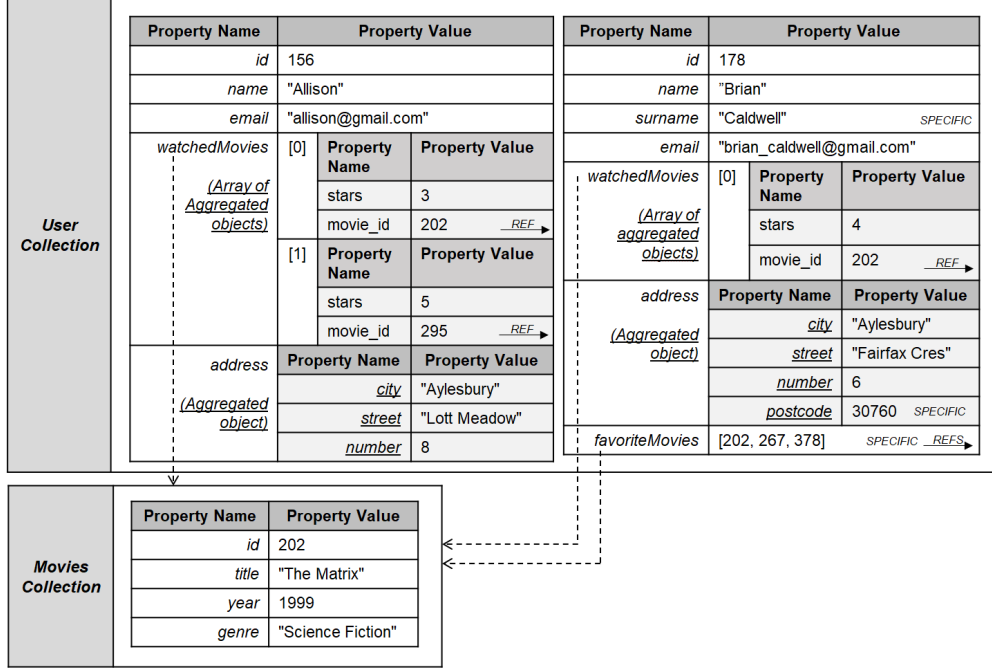 User
Collection
Property Name Property Value
id 156
name "Allison"
email "allison@gmail.com"
watchedMovies
(Array of
Aggregated
objects)
[0] Property
Name Property Value
stars 3
movie_id 202 REF
[1] Property
Name Property Value
stars 5
movie_id 295 REF
address
(Aggregated
object)
Property Name Property Value
city "Aylesbury"
street "Lott Meadow"
number 8
Property Name Property Value
id 178
name ”Brian"
surname "Caldwell" SPECIFIC
email "brian_caldwell@gmail.com"
watchedMovies
(Array of
aggregated
objects)
[0] Property
Name Property Value
stars 4
movie_id 202 REF
address
(Aggregated
object)
Property Name Property Value
city "Aylesbury"
street "Fairfax Cres"
number 6
postcode 30760 SPECIFIC
favoriteMovies [202, 267, 378] SPECIFIC REFS
Movies
Collection
Property Name Property Value
id 202
title "The Matrix"
year 1999
genre "Science Fiction"